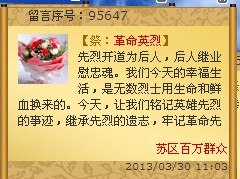 留言序号：95647
【祭：革命英烈】
先烈开道为后人，后人继业
慰忠魂。我们今天的幸福生
活，是无数烈士用生命和鲜
血换来的。今天，让我们铭记英雄先烈
的事迹，继承先烈的遗志，牢记革命先
苏区百万群众
2013/03/30 11:03